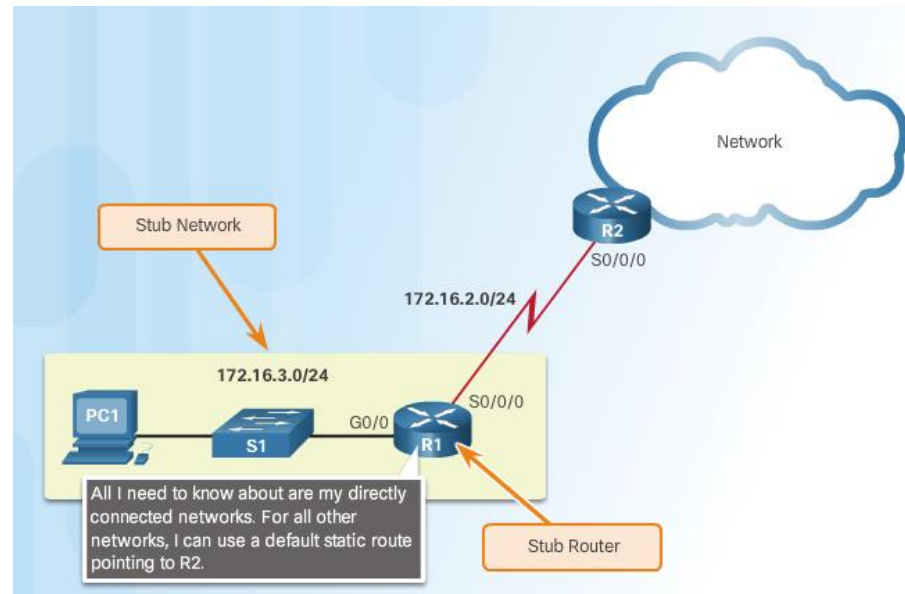 Network
Stub Network
R2
S0/0/0
172.16.2.0/24
172.16.3.0/24
S0/0/0
PC1
G0/0
S1
R1
All I need to know about are my directly
connected networks. For all other
networks, I can use a default static route
pointing to R2.
Stub Router